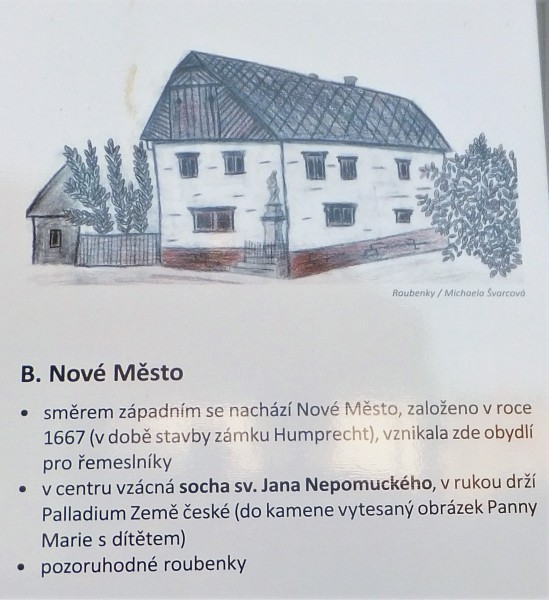 Roubenky / Michaela Švarcová
B. Nové Město
• směrem západním se nachází Nové Město, založeno v roce
1667 (v době stavby zámku Humprecht), vznikala zde obydlí
pro řemeslníky
• v centru vzácná socha sv. Jana Nepomuckého, v rukou drží
Palladium Země české (do kamene vytesaný obrázek Panny
Marie s dítětem)
• pozoruhodné roubenky